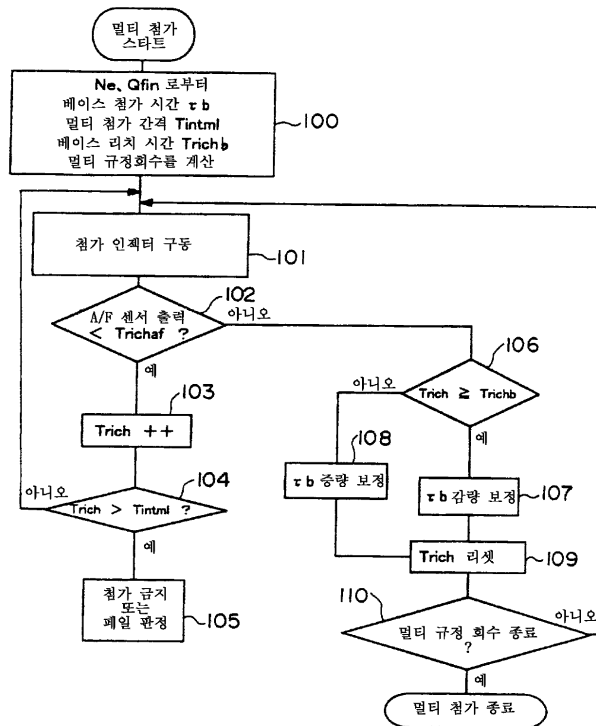 멀티 첨가
스타트
Ne、Qfin 로부터
베이스 첨가 시간 τb
멀티 첨가 간격 Tintml
베이스 리치 시간 Trichb
멀티 규정회수를 계산
100
첨가 인젝터 구동
101
A/F 센서 출력
< Trichaf ?
102
아니오
예
103
Trich ++
104
아니오
Trich > Tintml ?
예
첨가 금지
또는
페일 판정
105
106
아니오
Trich ≧ Trichb
예
108
τb 증량 보정
τb 감량 보정
107
Trich 리셋
109
110
멀티 규정 회수 종료
?
아니오
예
멀티 첨가 종료